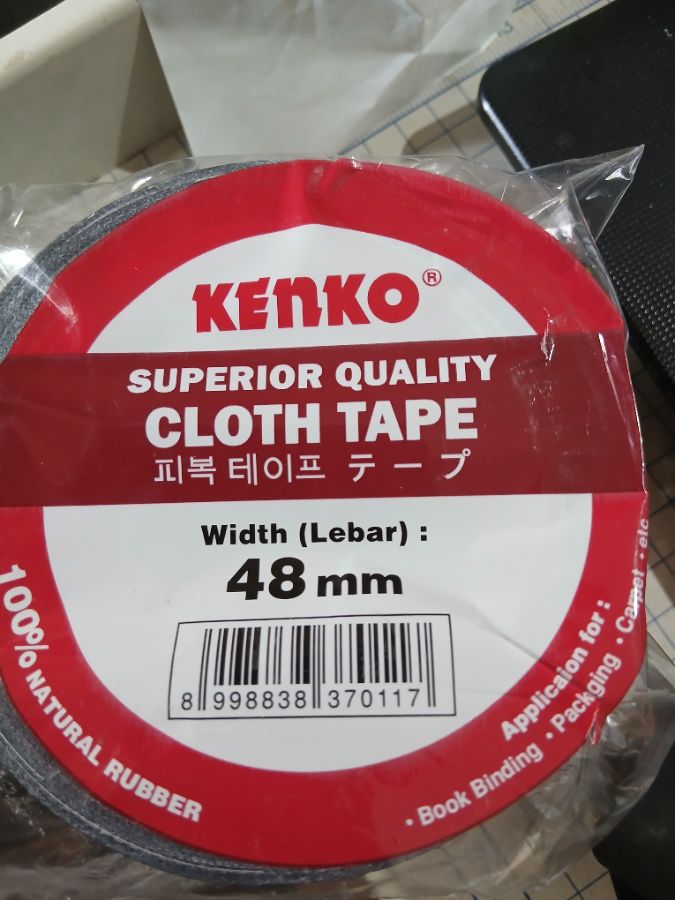 KENKO®
SUPERIOR QUALITY
CLOTH TAPE
피복 테이프 テープ
Width (Lebar) :
48 mm
8 998838 370117
100% NATURAL RUBBER
Applicaion for :
• Book Binding • Packging • Carpet • etc